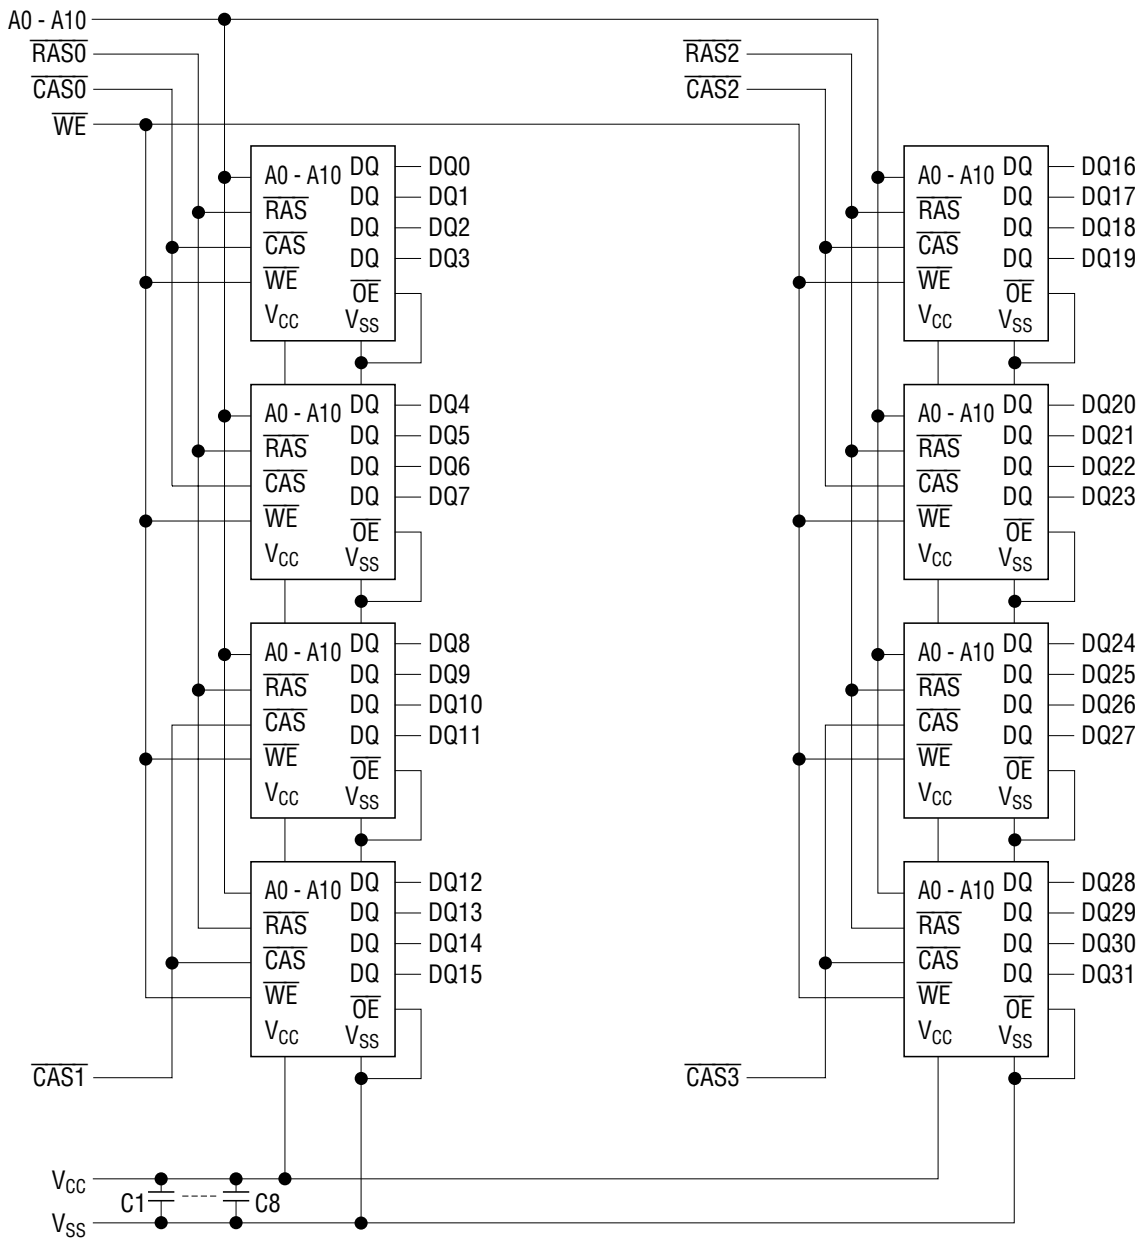 A0 - A10
RAS0 RAS2
CAS0 CAS2
WE
A0 - A10 DQ DQ0
DQ DQ1
RAS
DQ DQ2
CAS
DQ DQ3
WE
OE
VCC VSS
A0 - A10 DQ DQ16
DQ DQ17
RAS
DQ DQ18
CAS
DQ DQ19
WE
OE
VCC VSS
A0 - A10 DQ DQ4
DQ DQ5
RAS
DQ DQ6
CAS
DQ DQ7
WE
OE
VCC VSS
A0 - A10 DQ DQ20
DQ DQ21
RAS
DQ DQ22
CAS
DQ DQ23
WE
OE
VCC VSS
A0 - A10 DQ DQ8
DQ DQ9
RAS
DQ DQ10
CAS
DQ DQ11
WE
OE
VCC VSS
A0 - A10 DQ DQ24
DQ DQ25
RAS
DQ DQ26
CAS
DQ DQ27
WE
OE
VCC VSS
A0 - A10 DQ DQ12
DQ DQ13
RAS
DQ DQ14
CAS
DQ DQ15
WE
OE
VCC VSS
A0 - A10 DQ DQ28
DQ DQ29
RAS
DQ DQ30
CAS
DQ DQ31
WE
OE
VCC VSS
CAS1 CAS3
VCC
C1 C8
VSS